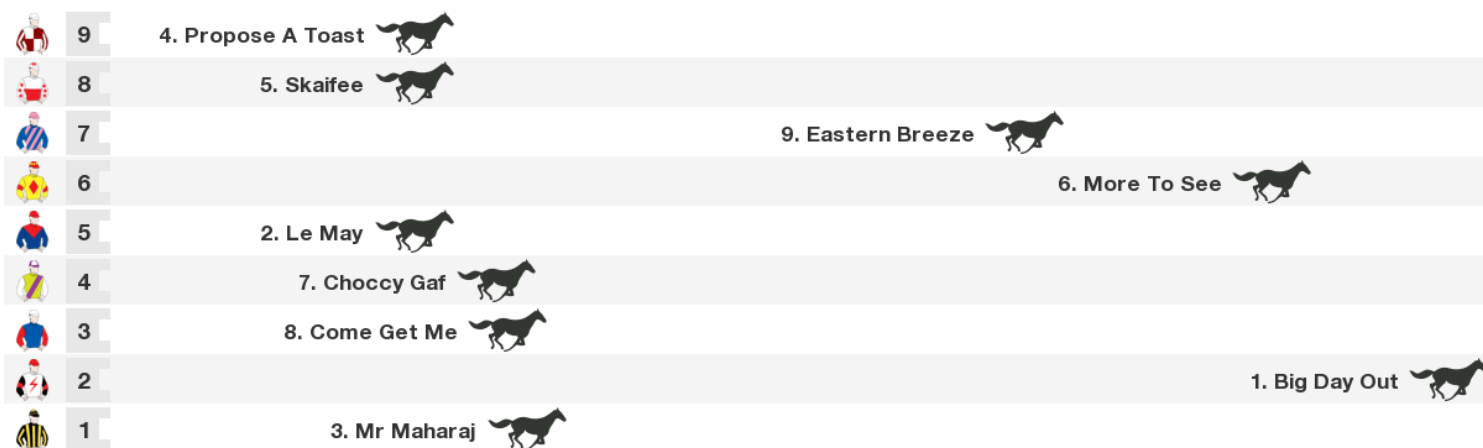 9 4. Propose A Toast
8 5. Skaifee
7 9. Eastern Breeze
6 6. More To See
5 2. Le May
4 7. Choccy Gaf
3 8. Come Get Me
2 1. Big Day Out
1 3. Mr Maharaj